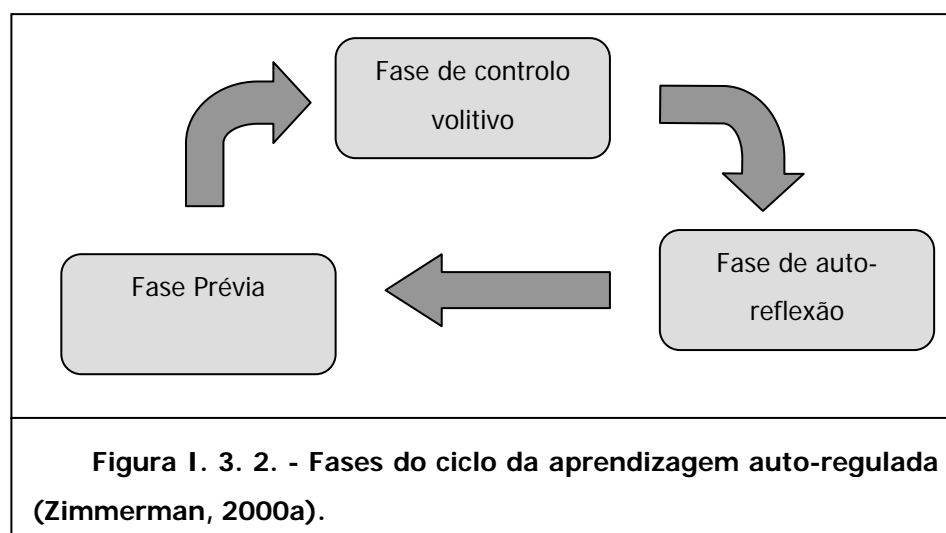 Fase de controlo
volitivo
Fase Prévia
Fase de auto-
reflexão
Figura I. 3. 2. - Fases do ciclo da aprendizagem auto-regulada
(Zimmerman, 2000a).